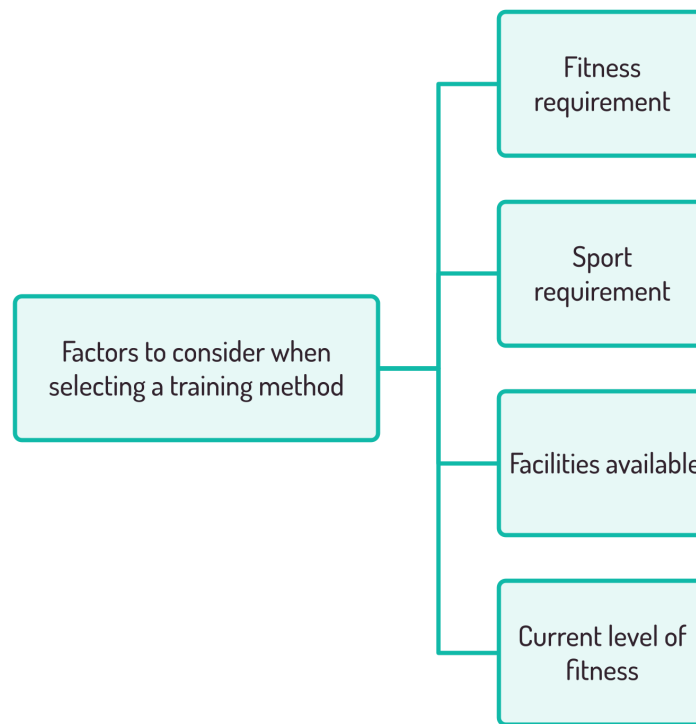 Fitness
requirement
Sport
requirement
Factors to consider when
selecting a training method
Facilities available
Current level of
fitness